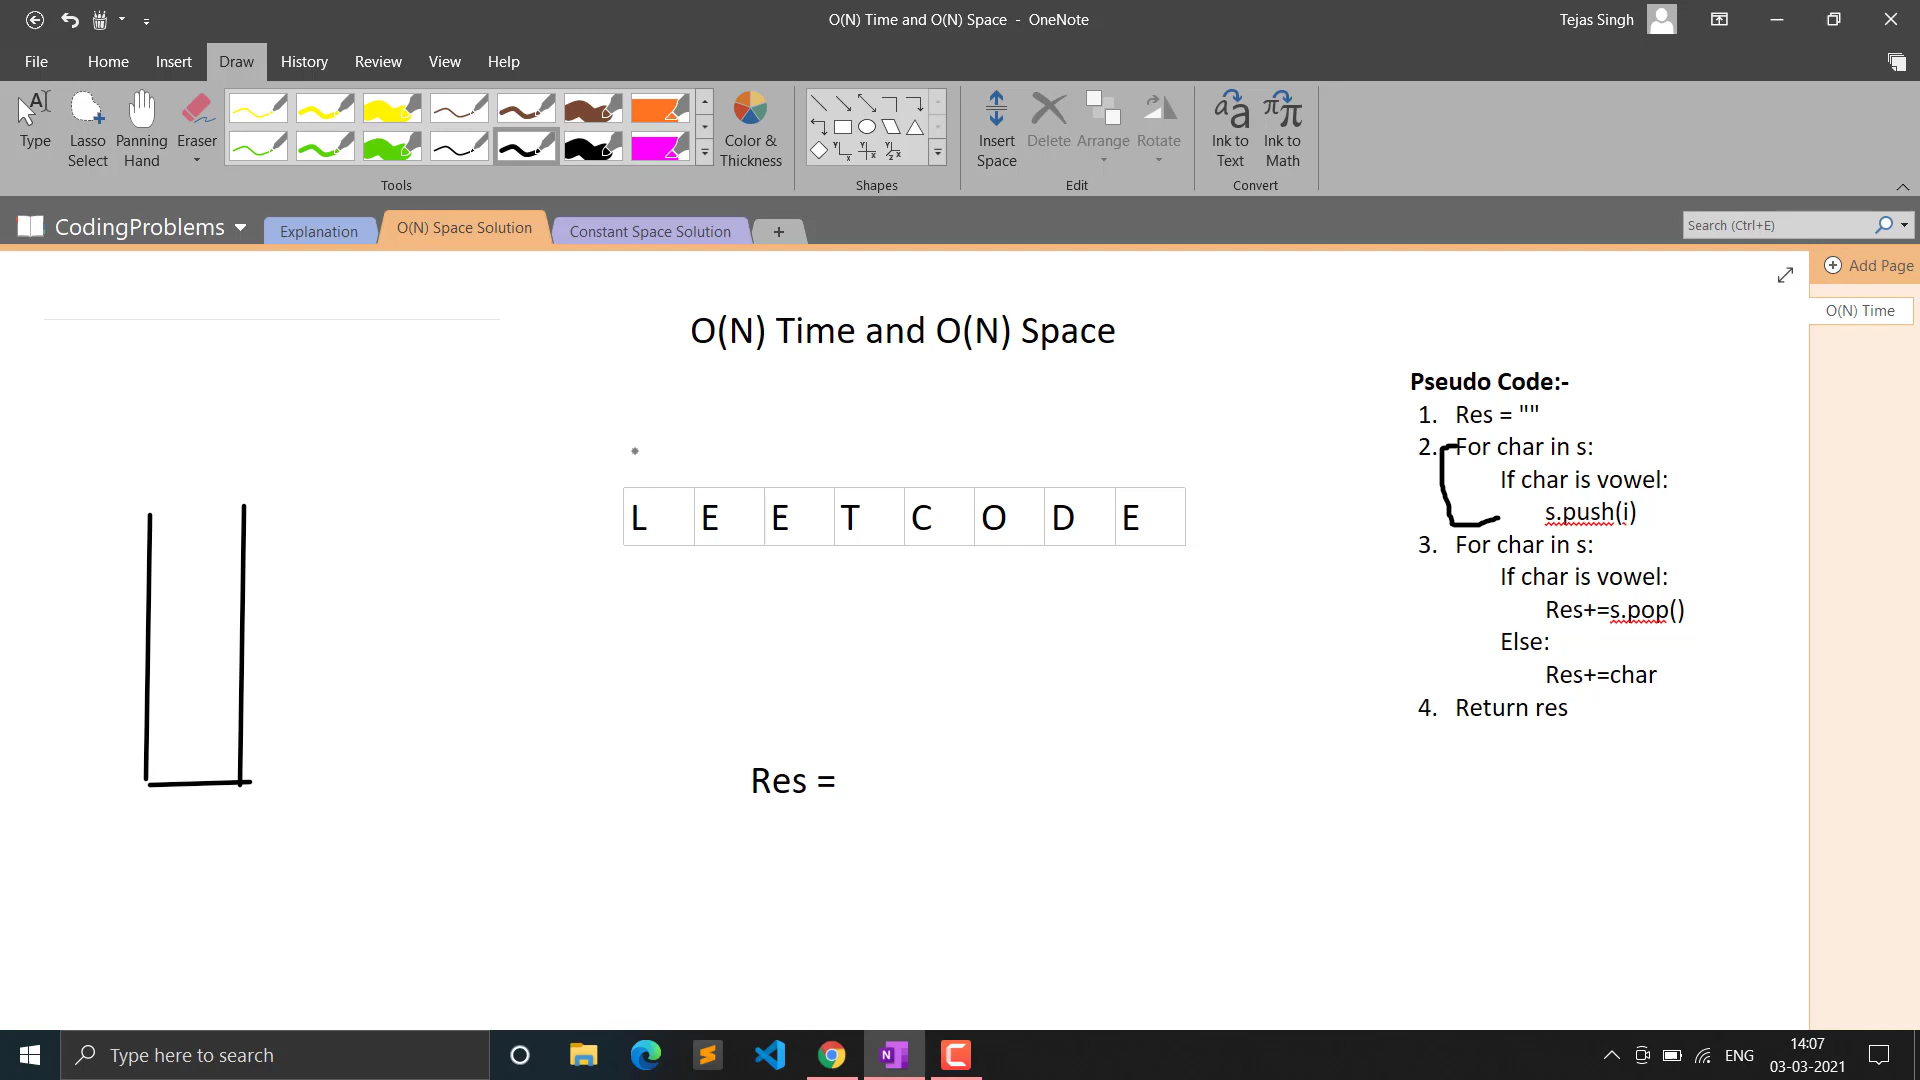 O(N) Time and O(N) Space - OneNote
Tejas Singh
File Home Insert Draw History Review View Help
Type
Lasso Select
Panning Hand
Eraser
Color & Thickness
Insert Space
Delete
Arrange
Rotate
Ink to Text
Ink to Math
Tools
Shapes
Edit
Convert
CodingProblems
Explanation
O(N) Space Solution
Constant Space Solution
+
Search (Ctrl+E)
Add Page
O(N) Time
O(N) Time and O(N) Space
Pseudo Code:-
1. Res = ""
2. For char in s:
If char is vowel:
s.push(i)
3. For char in s:
If char is vowel:
Res+=s.pop()
Else:
Res+=char
4. Return res
L E E T C O D E
Res =
Type here to search
ENG
14:07
03-03-2021